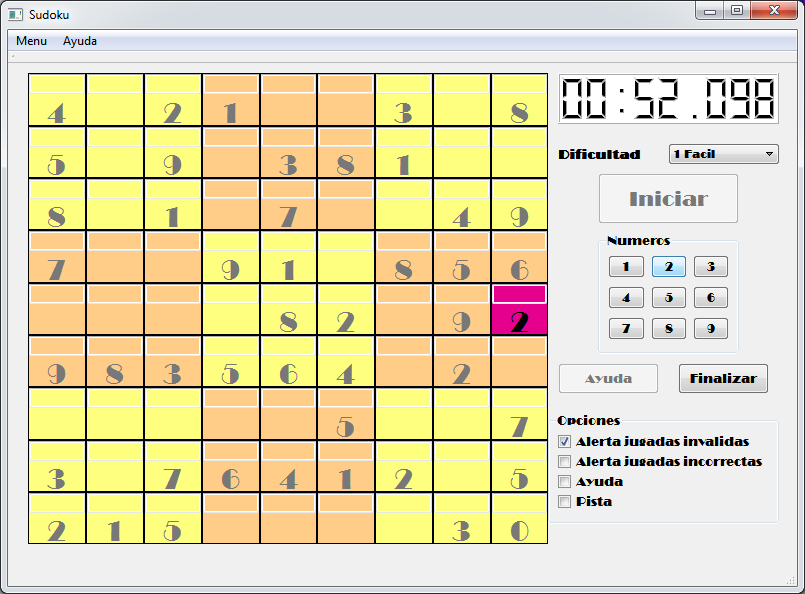 Sudoku
Menu Ayuda
4 2 1 3 8
5 9 3 8 1
8 1 7 4 9
7 9 1 8 5 6
8 2 9 2
9 8 3 5 6 4 2
5 7
3 7 6 4 1 2 5
2 1 5 3 0
00:52.098
Dificultad 1 Facil
Iniciar
Numeros
1 2 3
4 5 6
7 8 9
Ayuda Finalizar
Opciones
Alerta jugadas invalidas
Alerta jugadas incorrectas
Ayuda
Pista